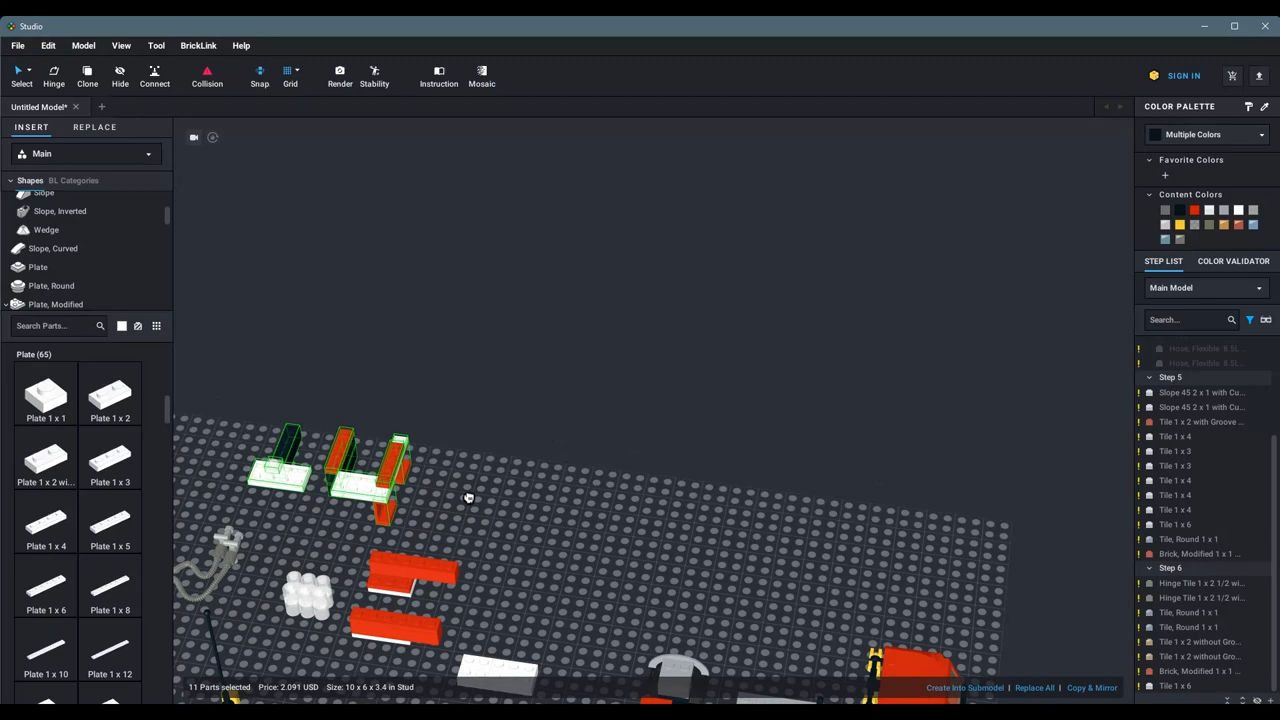 Studio
File Edit Model View Tool BrickLink Help
Select Hinge Clone Hide Connect Collision Snap Grid Render Stability Instruction Mosaic SIGN IN
Untitled Model*
INSERT REPLACE
Main
Shapes BL Categories
Slope
Slope, Inverted
Wedge
Slope, Curved
Plate
Plate, Round
Plate, Modified
Search Parts...
Plate (65)
Plate 1 x 1 Plate 1 x 2
Plate 1 x 2 wi... Plate 1 x 3
Plate 1 x 4 Plate 1 x 5
Plate 1 x 6 Plate 1 x 8
Plate 1 x 10 Plate 1 x 12
11 Parts selected Price: 2.091 USD Size: 10 x 6 x 3.4 in Stud
Create Into Submodel | Replace All | Copy & Mirror
COLOR PALETTE
Multiple Colors
Favorite Colors
Content Colors
STEP LIST COLOR VALIDATOR
Main Model
Search...
Hose, Flexible 8.5L...
Hose, Flexible 8.5L...
Step 5
Slope 45 2 x 1 with Cu...
Slope 45 2 x 1 with Cu...
Tile 1 x 2 with Groove ...
Tile 1 x 4
Tile 1 x 3
Tile 1 x 3
Tile 1 x 4
Tile 1 x 4
Tile 1 x 4
Tile 1 x 6
Tile, Round 1 x 1
Brick, Modified 1 x 1 ...
Step 6
Hinge Tile 1 x 2 1/2 wi...
Hinge Tile 1 x 2 1/2 wi...
Tile, Round 1 x 1
Tile, Round 1 x 1
Tile 1 x 2 without Gro...
Tile 1 x 2 without Gro...
Brick, Modified 1 x 1 ...
Tile 1 x 6